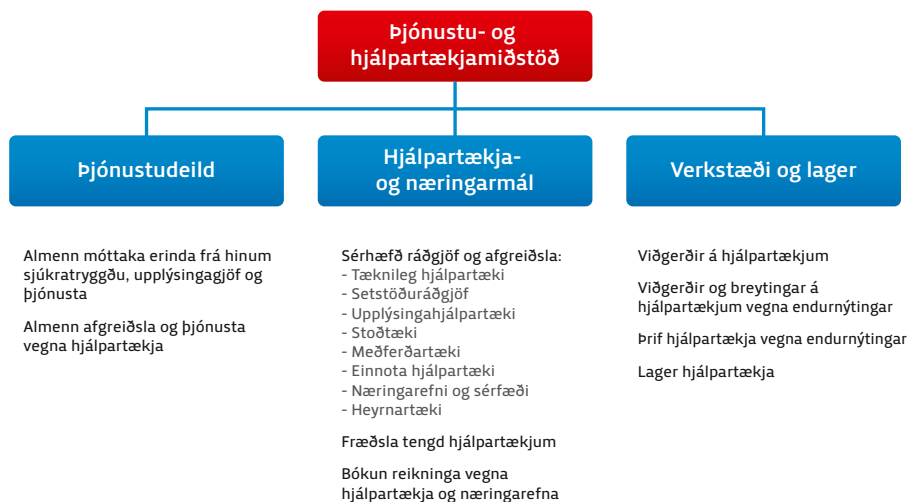 Þjónustu- og
hjálpartækjamiðstöð
Þjónustudeild
Almenn móttaka erinda frá hinum
sjúkratryggðu, upplýsingagjöf og
þjónusta
Almenn afgreiðsla og þjónusta
vegna hjálpartækja
Hjálpartækja-
og næringarmál
Sérhæfð ráðgjöf og afgreiðsla:
- Tæknileg hjálpartæki
- Setstöðuráðgjöf
- Upplýsingahjálpartæki
- Stoðtæki
- Meðferðartæki
- Einnota hjálpartæki
- Næringarefni og sérfæði
- Heyrnartæki
Fræðsla tengd hjálpartækjum
Bókun reikninga vegna
hjálpartækja og næringarefna
Verkstæði og lager
Viðgerðir á hjálpartækjum
Viðgerðir og breytingar á
hjálpartækjum vegna endurnýtingar
Þrif hjálpartækja vegna endurnýtingar
Lager hjálpartækja